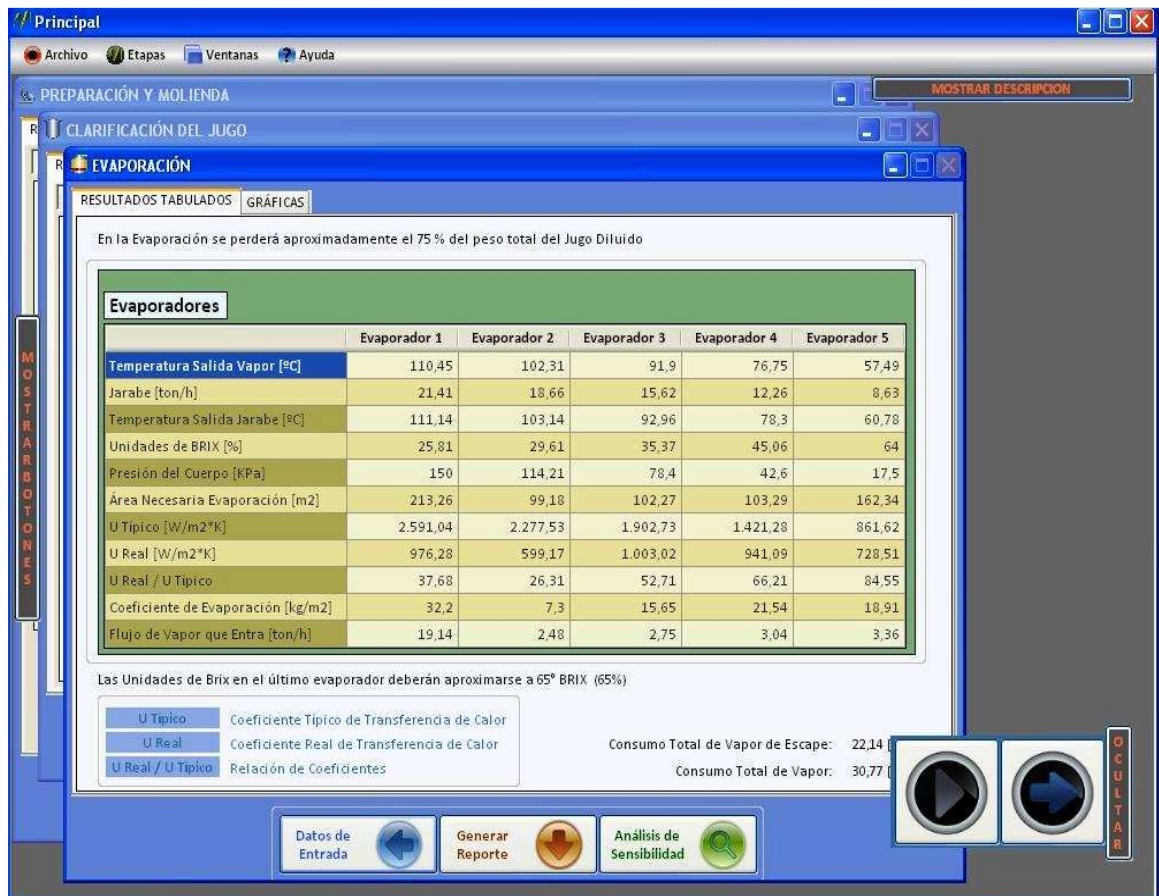 Principal
Archivo Etapas Ventanas Ayuda
PREPARACIÓN Y MOLIENDA
MOSTRAR DESCRIPCION
CLARIFICACIÓN DEL JUGO
EVAPORACIÓN
RESULTADOS TABULADOS GRÁFICAS
En la Evaporación se perderá aproximadamente el 75 % del peso total del Jugo Diluido
Evaporadores
Evaporador 1 Evaporador 2 Evaporador 3 Evaporador 4 Evaporador 5
Temperatura Salida Vapor [ºC] 110,45 102,31 91,9 76,75 57,49
Jarabe [ton/h] 21,41 18,66 15,62 12,26 8,63
Temperatura Salida Jarabe [ºC] 111,14 103,14 92,96 78,3 60,78
Unidades de BRIX [%] 25,81 29,61 35,37 45,06 64
Presión del Cuerpo [KPa] 150 114,21 78,4 42,6 17,5
Área Necesaria Evaporación [m2] 213,26 99,18 102,27 103,29 162,34
U Tipico [W/m2*K] 2.591,04 2.277,53 1.902,73 1.421,28 861,62
U Real [W/m2*K] 976,28 599,17 1.003,02 941,09 728,51
U Real / U Tipico 37,68 26,31 52,71 66,21 84,55
Coeficiente de Evaporación [kg/m2] 32,2 7,3 15,65 21,54 18,91
Flujo de Vapor que Entra [ton/h] 19,14 2,48 2,75 3,04 3,36
MOSTRAR BOTONES
Las Unidades de Brix en el último evaporador deberán aproximarse a 65° BRIX (65%)
U Tipico Coeficiente Tipico de Transferencia de Calor
U Real Coeficiente Real de Transferencia de Calor
U Real / U Tipico Relación de Coeficientes
Consumo Total de Vapor de Escape: 22,14 [
Consumo Total de Vapor: 30,77 [
OCULTAR
Datos de Entrada
Generar Reporte
Análisis de Sensibilidad